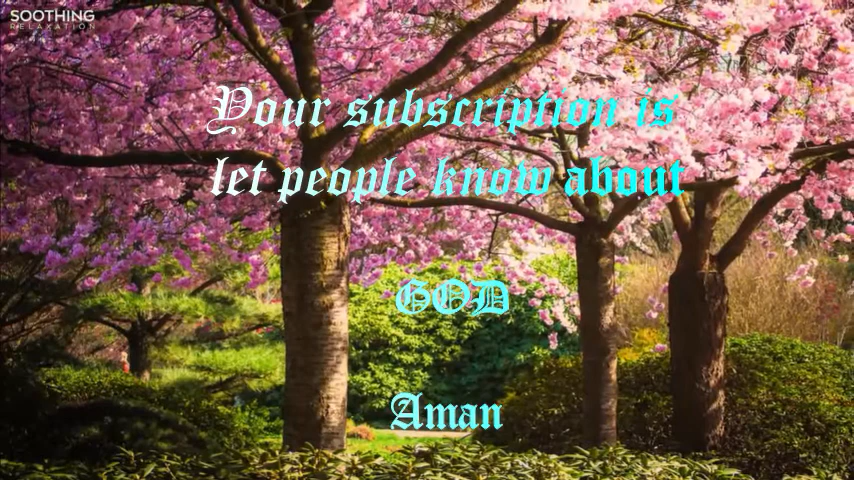 SOOTHING
RELAXATION
Your subscription is
let people know about
GOD
Aman